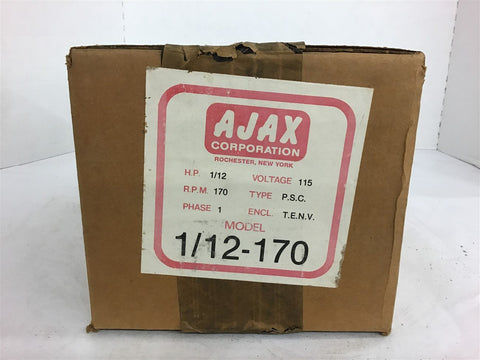 AJAX
CORPORATION
ROCHESTER, NEW YORK
H.P. 1/12 VOLTAGE 115
R.P.M. 170 TYPE P.S.C.
PHASE 1 ENCL. T.E.N.V.
MODEL
1/12-170